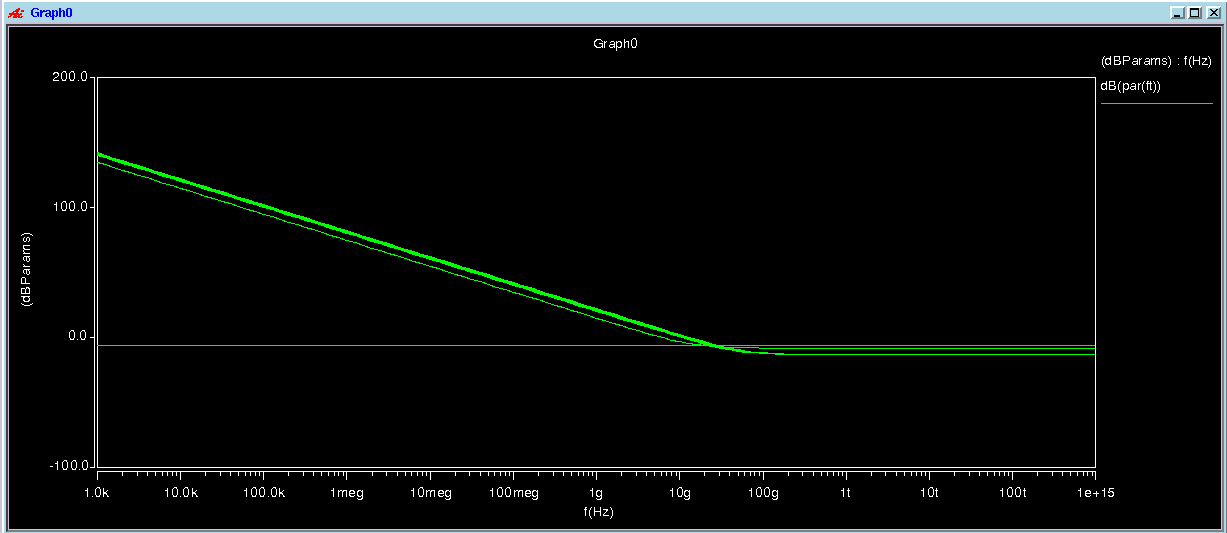 Graph0
Graph0
(dBParams) : f(Hz)
dB(par(ft))
200.0
100.0
0.0
-100.0
(dBParams)
1.0k 10.0k 100.0k 1meg 10meg 100meg 1g 10g 100g 1t 10t 100t 1e+15
f(Hz)